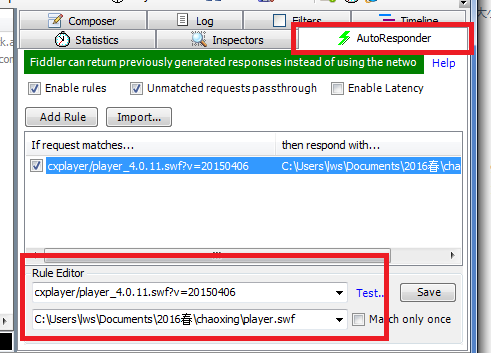 Composer Log Filters Timeline
Statistics Inspectors AutoResponder
Fiddler can return previously generated responses instead of using the netwo Help
Enable rules Unmatched requests passthrough Enable Latency
Add Rule Import...
If request matches... then respond with...
cxplayer/player_4.0.11.swf?v=20150406 C:\Users\lws\Documents\2016春\cha
Rule Editor
cxplayer/player_4.0.11.swf?v=20150406 Test.. Save
C:\Users\lws\Documents\2016春\chaoxing\player.swf Match only once